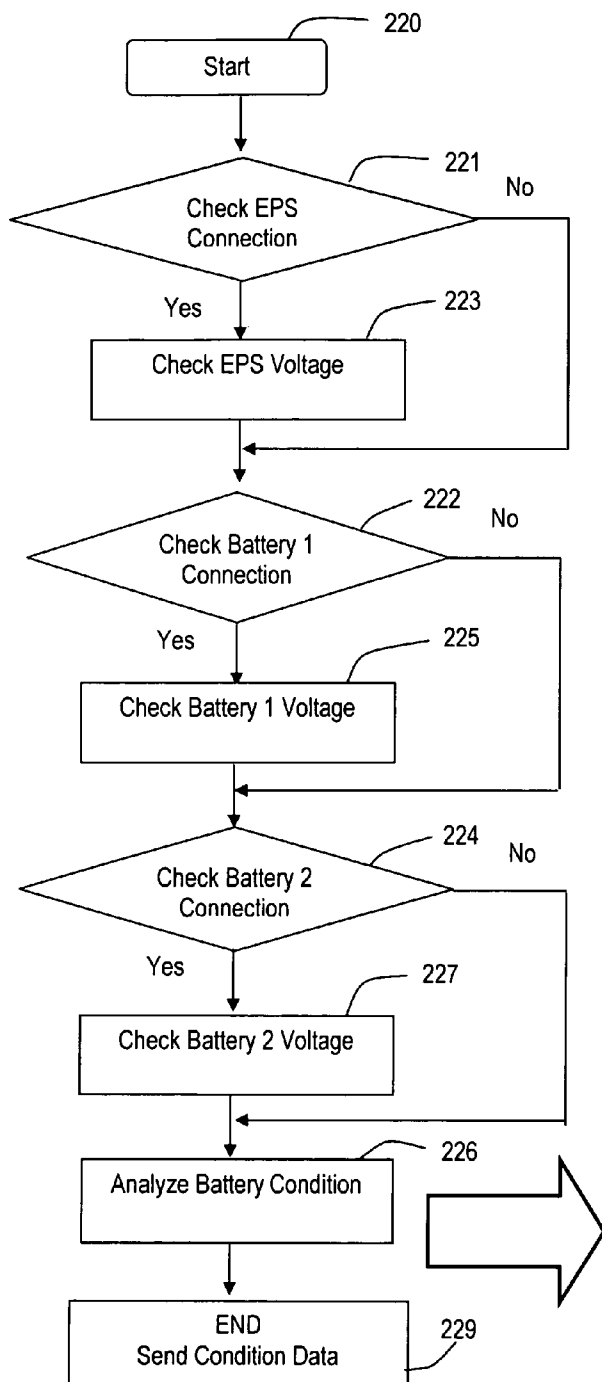 220
Start
221
No
Check EPS
Connection
Yes
223
Check EPS Voltage
222
No
Check Battery 1
Connection
Yes
225
Check Battery 1 Voltage
224
No
Check Battery 2
Connection
Yes
227
Check Battery 2 Voltage
226
Analyze Battery Condition
END
Send Condition Data
229